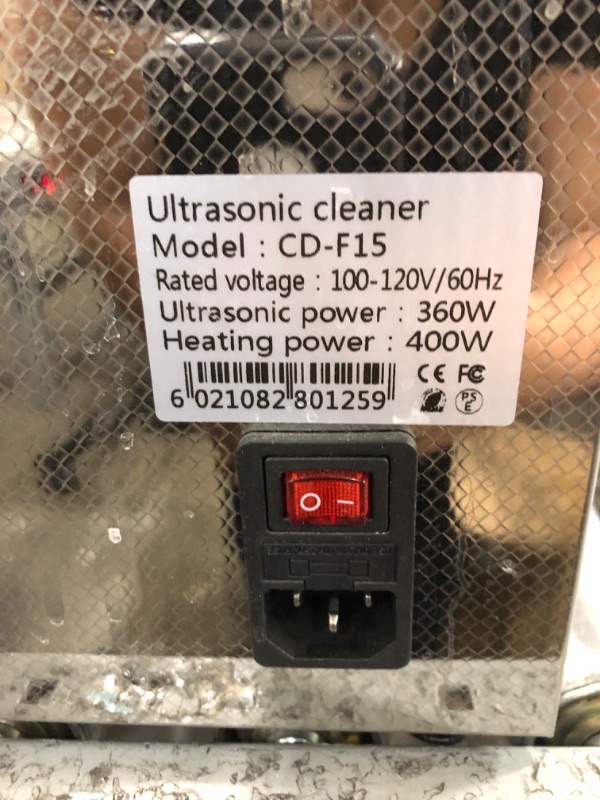 Ultrasonic cleaner
Model : CD-F15
Rated voltage : 100-120V/60Hz
Ultrasonic power : 360W
Heating power : 400W
CE FC
6 021082 801259
PS E
O –